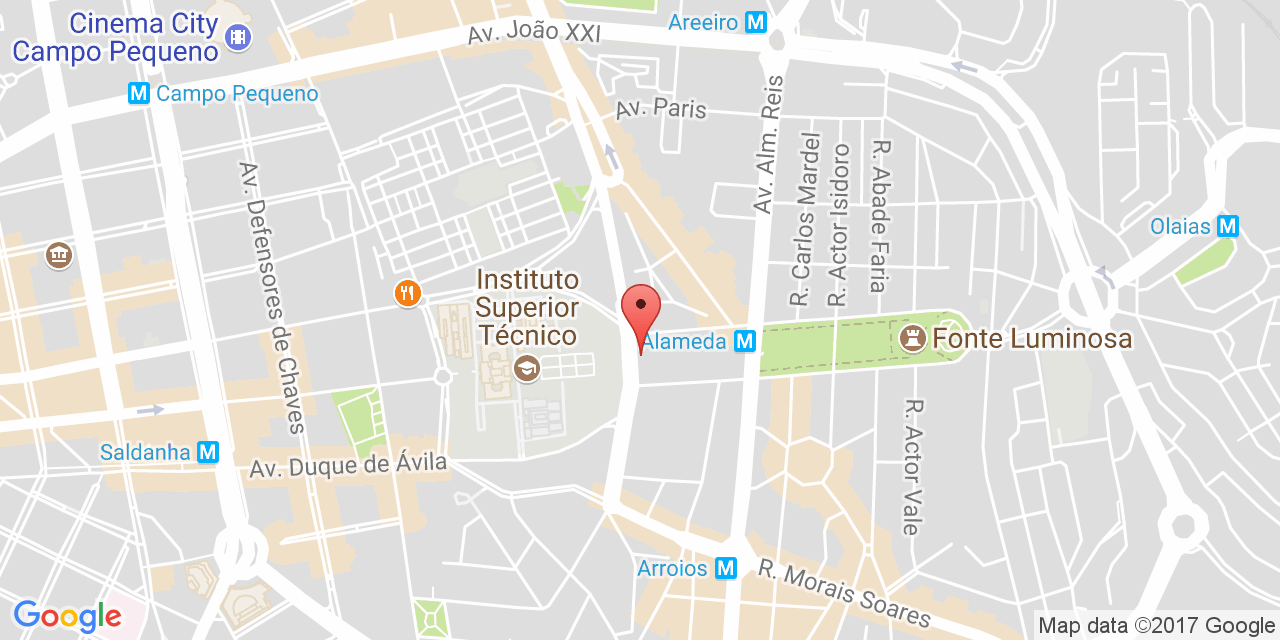 Cinema City
Campo Pequeno
Av. João XXI
Areeiro M
M Campo Pequeno
Av. Paris
Av. Alm. Reis
R. Carlos Mardel
R. Actor Isidoro
R. Abade Faria
Av. Defensores de Chaves
Olaias M
Instituto
Superior
Técnico
Alameda M
Fonte Luminosa
R. Actor Vale
Saldanha M
Av. Duque de Ávila
Arroios M
R. Morais Soares
Google
Map data ©2017 Google